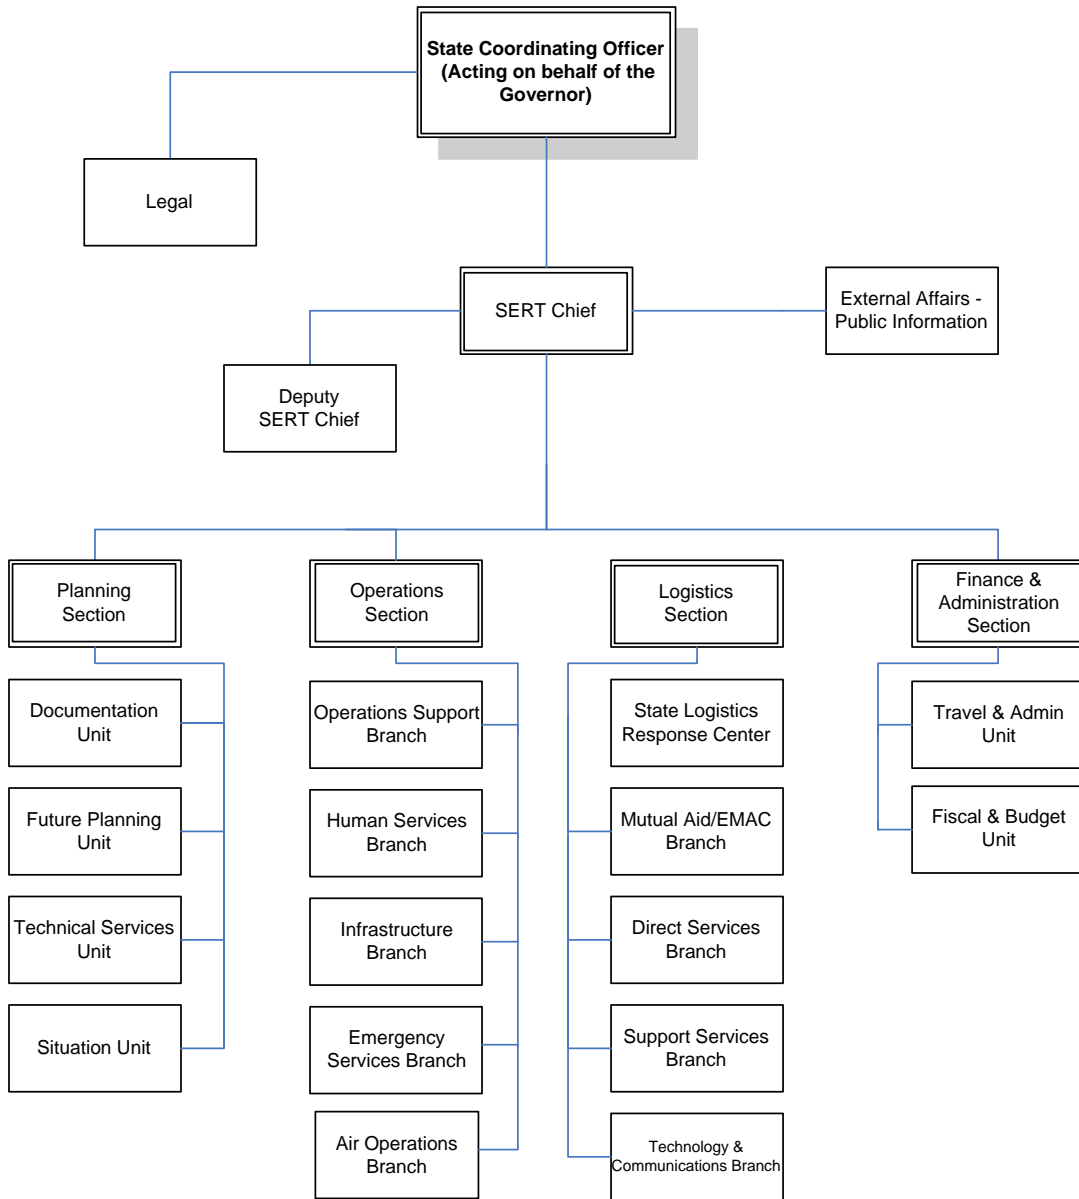 State Coordinating Officer
(Acting on behalf of the
Governor)
Legal
SERT Chief
External Affairs -
Public Information
Deputy
SERT Chief
Planning
Section
Operations
Section
Logistics
Section
Finance &
Administration
Section
Documentation
Unit
Operations Support
Branch
State Logistics
Response Center
Travel & Admin
Unit
Future Planning
Unit
Human Services
Branch
Mutual Aid/EMAC
Branch
Fiscal & Budget
Unit
Technical Services
Unit
Infrastructure
Branch
Direct Services
Branch
Situation Unit
Emergency
Services Branch
Support Services
Branch
Air Operations
Branch
Technology &
Communications Branch